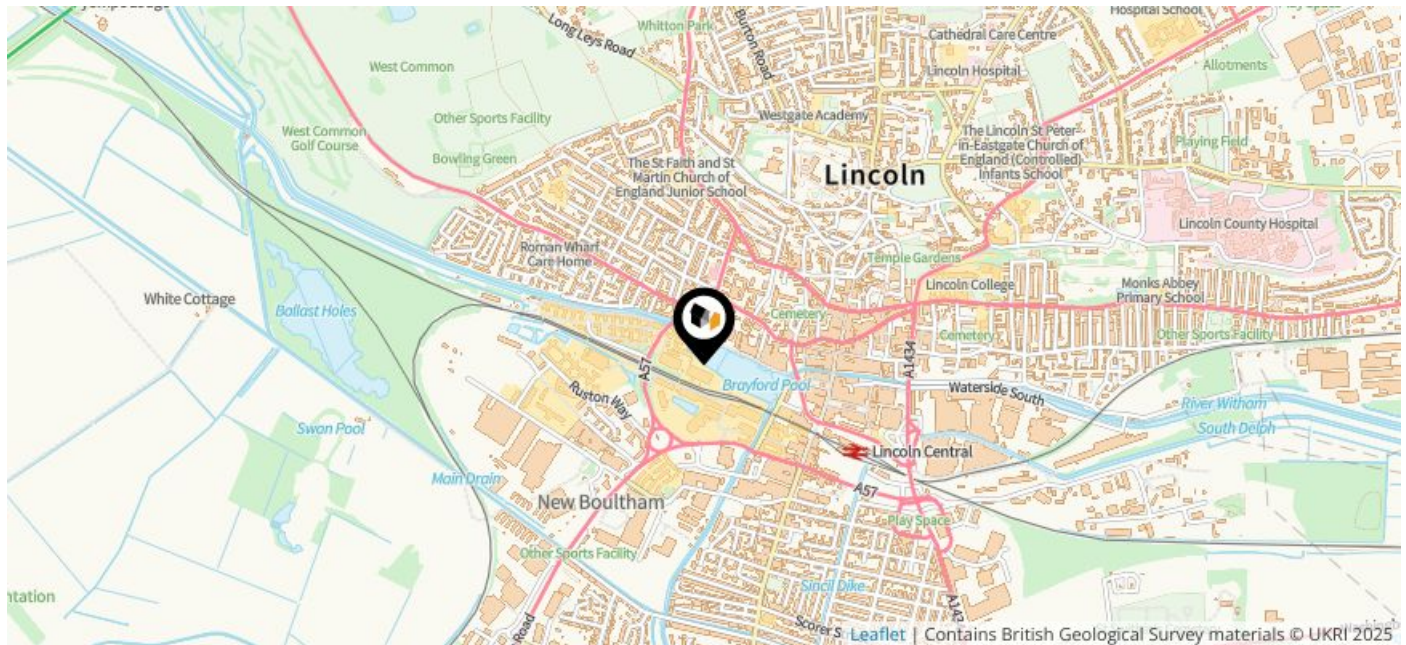 Hospital School
Whitton Park
Long Leys Road
Burton Road
Cathedral Care Centre
West Common
Lincoln Hospital
Allotments
Other Sports Facility
Westgate Academy
West Common
Golf Course
The Lincoln St Peter-
in-Eastgate Church of
England (Controlled)
Infants School
Playing Field
Bowling Green
The St Faith and St
Martin Church of
England Junior School
Lincoln
Lincoln County Hospital
Roman Wharf
Care Home
Temple Gardens
White Cottage
Ballast Holes
Lincoln College
Monks Abbey
Primary School
Cemetery
Cemetery
Other Sports Facility
A57
A1434
Brayford Pool
Waterside South
Ruston Way
River Witham
South Delph
Swan Pool
Lincoln Central
Main Drain
A57
New Boultham
Play Space
Other Sports Facility
Sincil Dike
ntation
Road
Scorer S
A143
Leaflet | Contains British Geological Survey materials © UKRI 2025